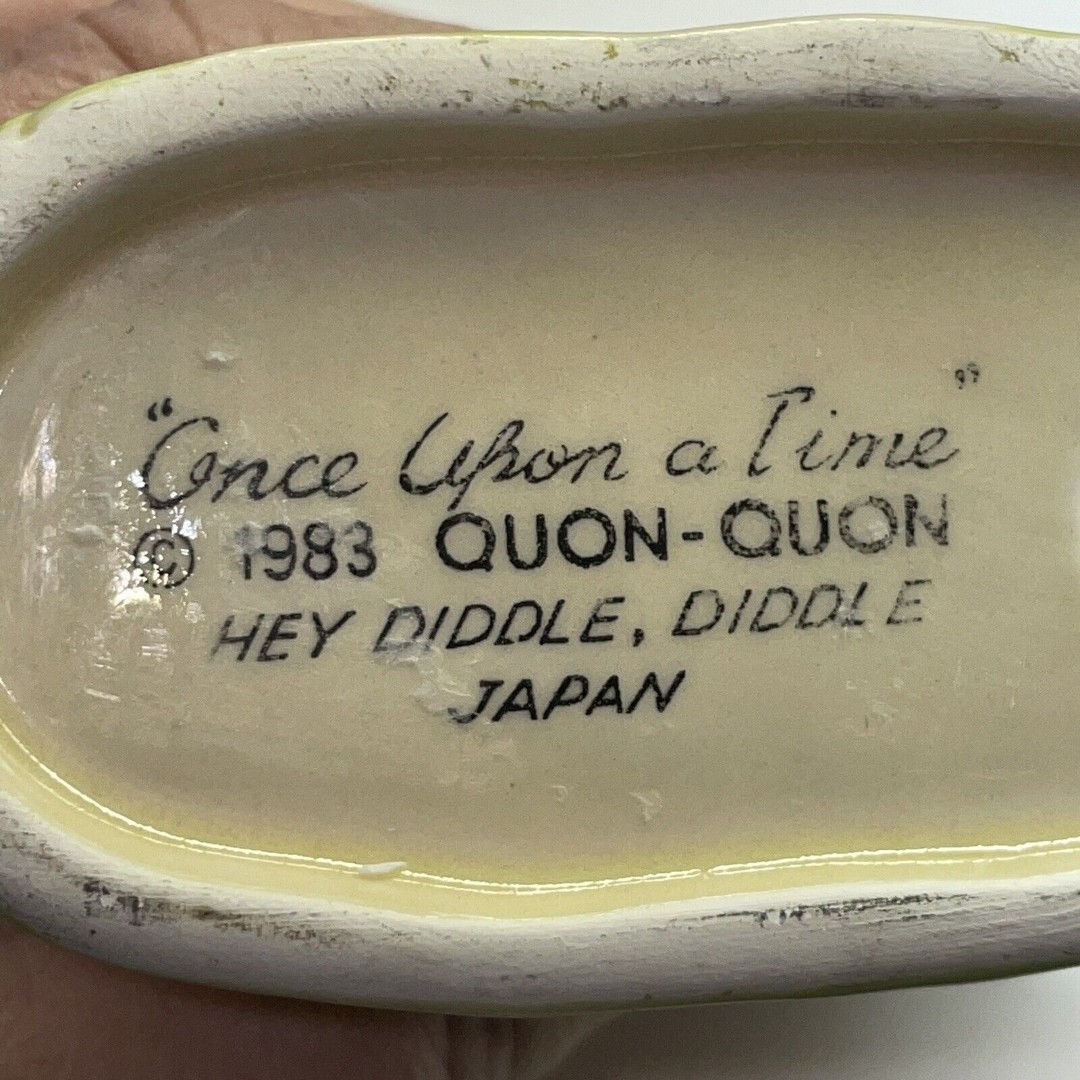 "Once Upon a Time"
© 1983 QUON-QUON
HEY DIDDLE, DIDDLE
JAPAN